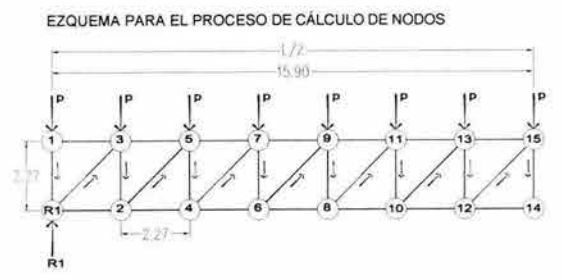 EZQUEMA PARA EL PROCESO DE CÁLCULO DE NODOS
L/2
15.90
P P P P P P P P
1 3 5 7 9 11 13 15
2.27
R1 2 4 6 8 10 12 14
2.27
R1